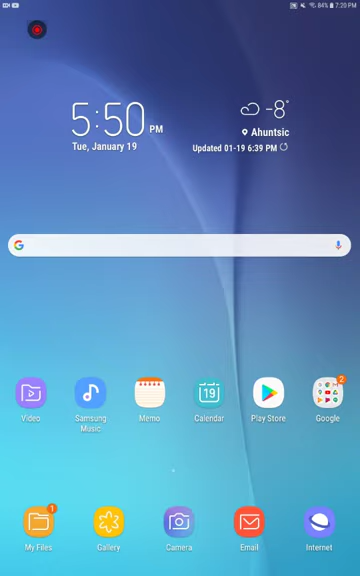 84% 7:20 PM
5:50 PM
-8°
Ahuntsic
Tue, January 19
Updated 01-19 6:39 PM
G
Video
Samsung Music
Memo
19
Calendar
Play Store
2
Google
1
My Files
Gallery
Camera
Email
Internet